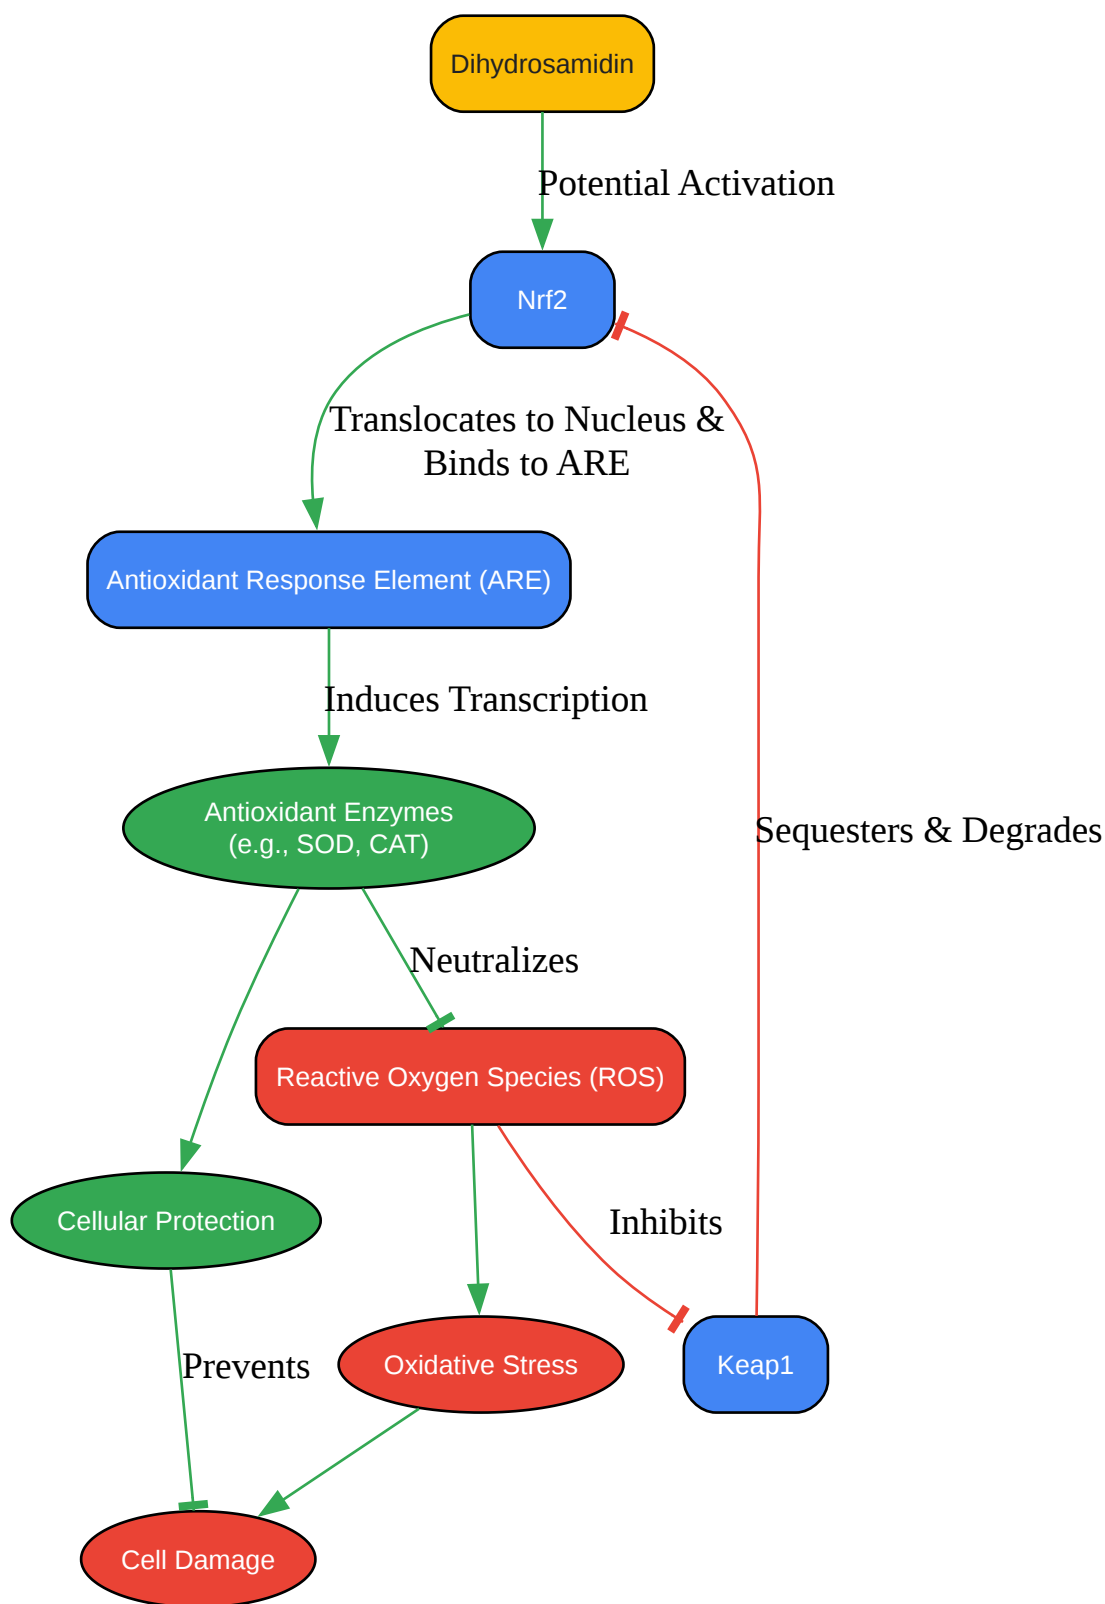 Dihydrosamidin
Potential Activation
Nrf2
Translocates to Nucleus &
Binds to ARE
Antioxidant Response Element (ARE)
Induces Transcription
Antioxidant Enzymes
(e.g., SOD, CAT)
Sequesters & Degrades
Neutralizes
Reactive Oxygen Species (ROS)
Cellular Protection
Inhibits
Prevents
Oxidative Stress
Keap1
Cell Damage